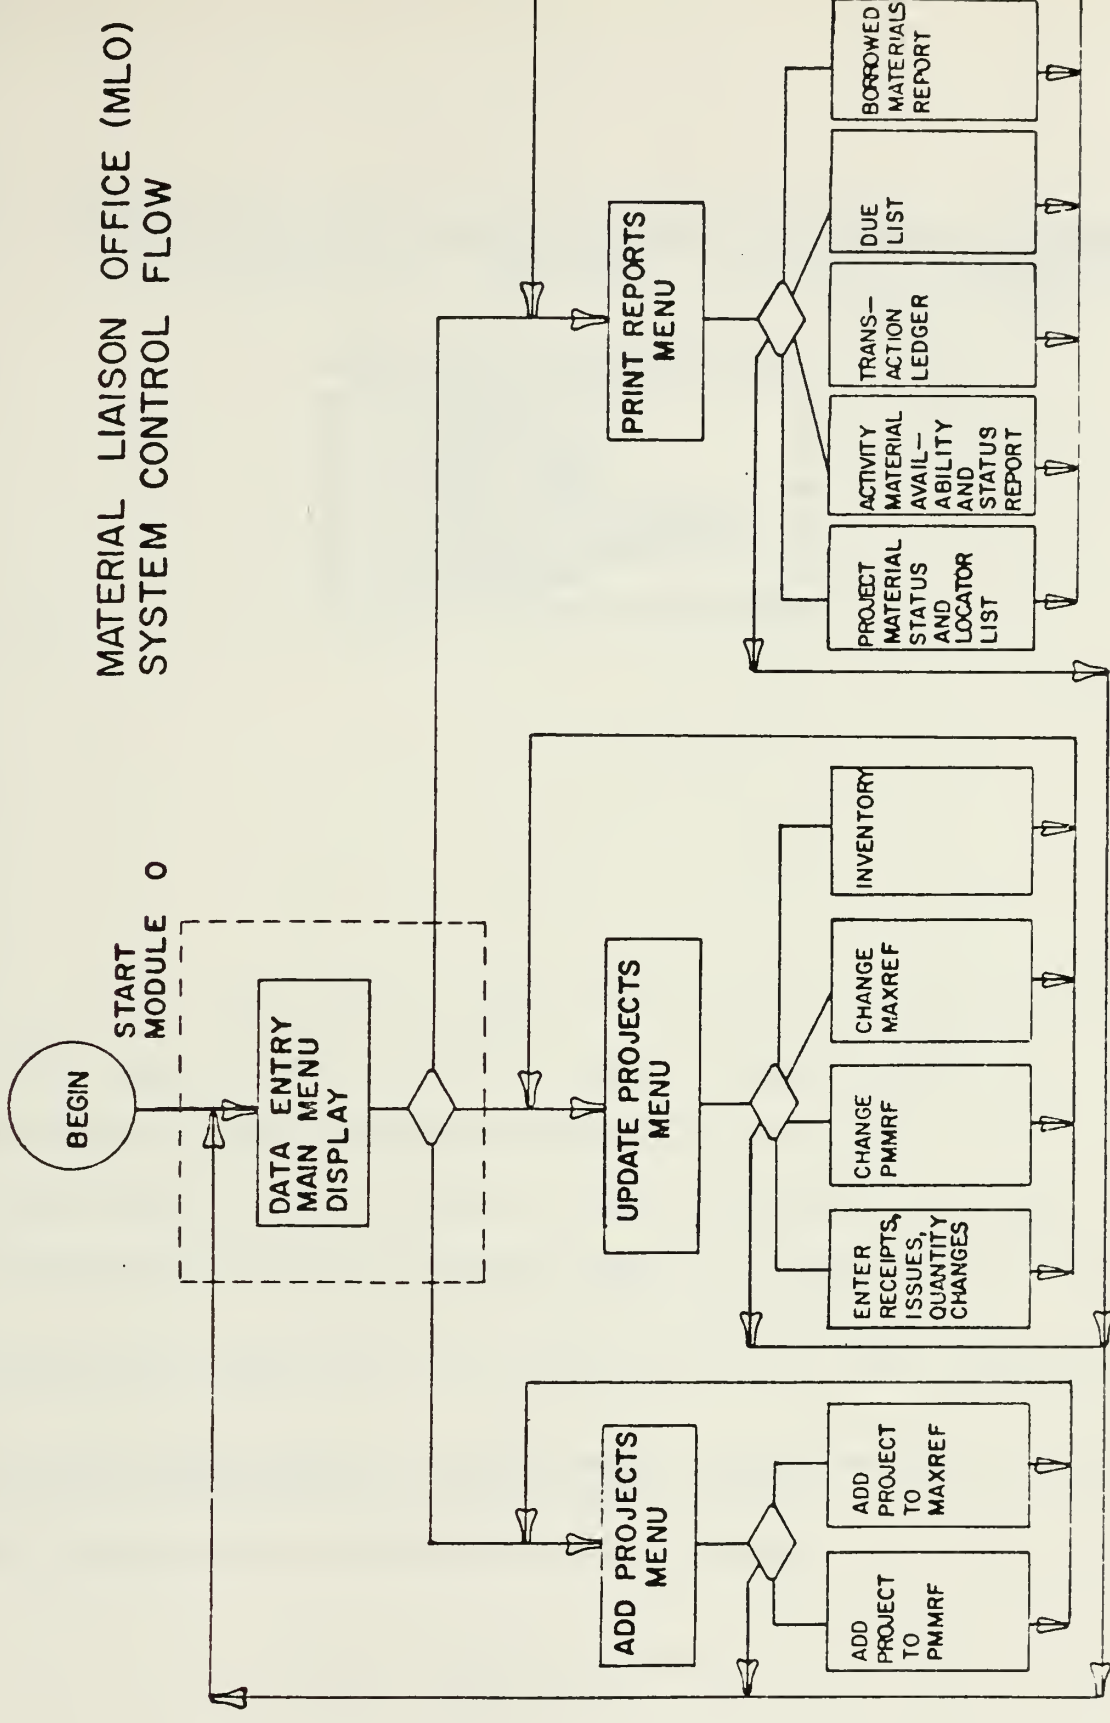 MATERIAL LIAISON OFFICE (MLO)
SYSTEM CONTROL FLOW
BEGIN
START
MODULE 0
DATA ENTRY
MAIN MENU
DISPLAY
ADD PROJECTS
MENU
UPDATE PROJECTS
MENU
PRINT REPORTS
MENU
ADD
PROJECT
TO
PMMRF
ADD
PROJECT
TO
MAXREF
ENTER
RECEIPTS,
ISSUES,
QUANTITY
CHANGES
CHANGE
PMMRF
CHANGE
MAXREF
INVENTORY
PROJECT
MATERIAL
STATUS
AND
LOCATOR
LIST
ACTIVITY
MATERIAL
AVAIL—
ABILITY
AND
STATUS
REPORT
TRANS—
ACTION
LEDGER
DUE
LIST
BORROWED
MATERIALS
REPORT